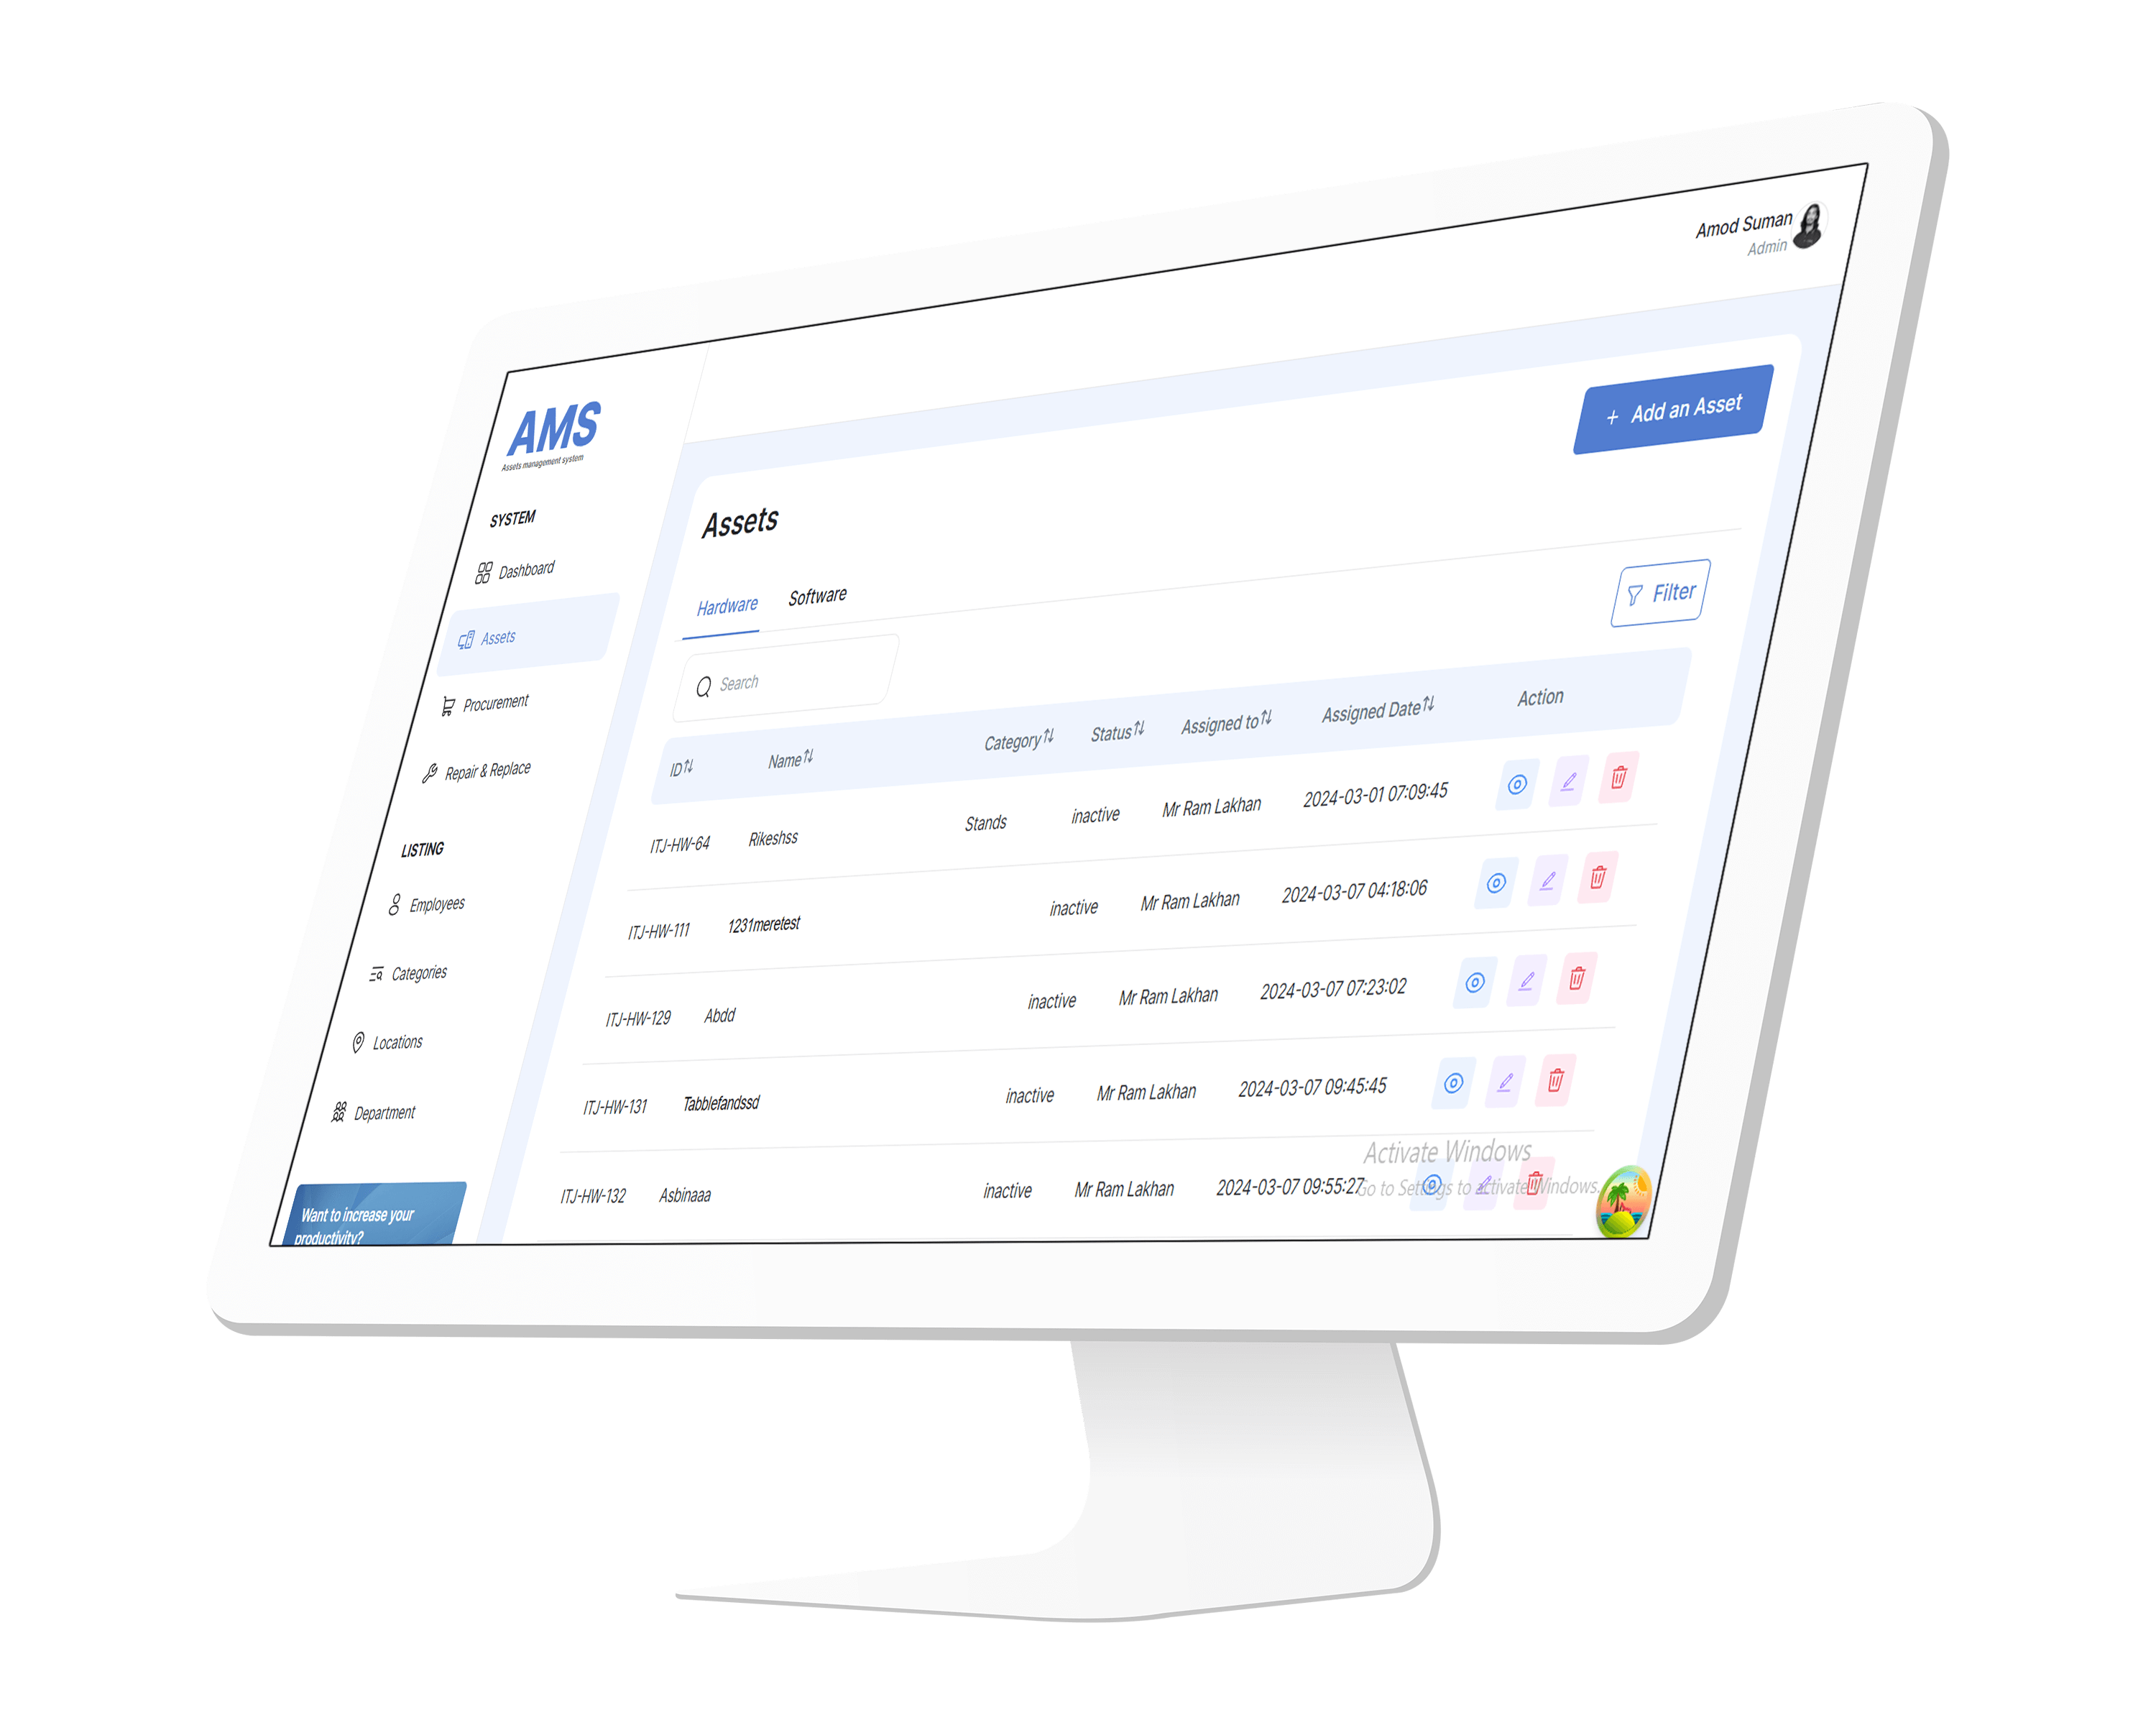 Amod Suman
Admin
AMS
Assets management system
SYSTEM
Dashboard
Assets
Procurement
Repair & Replace
LISTING
Employees
Categories
Locations
Department
Want to increase your
productivity?
+ Add an Asset
Assets
Hardware Software
Filter
Search
ID Name Category Status Assigned to Assigned Date Action
ITJ-HW-64 Rikeshss Stands inactive Mr Ram Lakhan 2024-03-01 07:09:45
ITJ-HW-111 1231meretest inactive Mr Ram Lakhan 2024-03-07 04:18:06
ITJ-HW-129 Abdd inactive Mr Ram Lakhan 2024-03-07 07:23:02
ITJ-HW-131 Tabblefandssd inactive Mr Ram Lakhan 2024-03-07 09:45:45
ITJ-HW-132 Asbinaaa inactive Mr Ram Lakhan 2024-03-07 09:55:27
Activate Windows
Go to Settings to activate Windows.